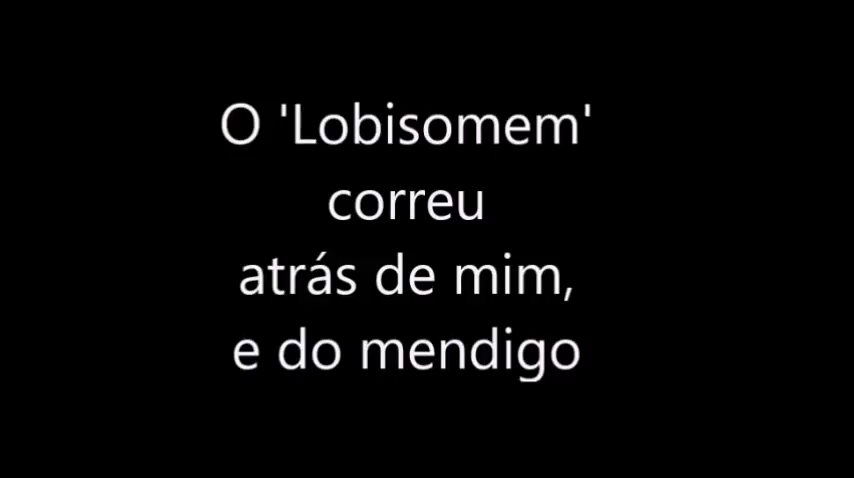 O 'Lobisomem'
correu
atrás de mim,
e do mendigo